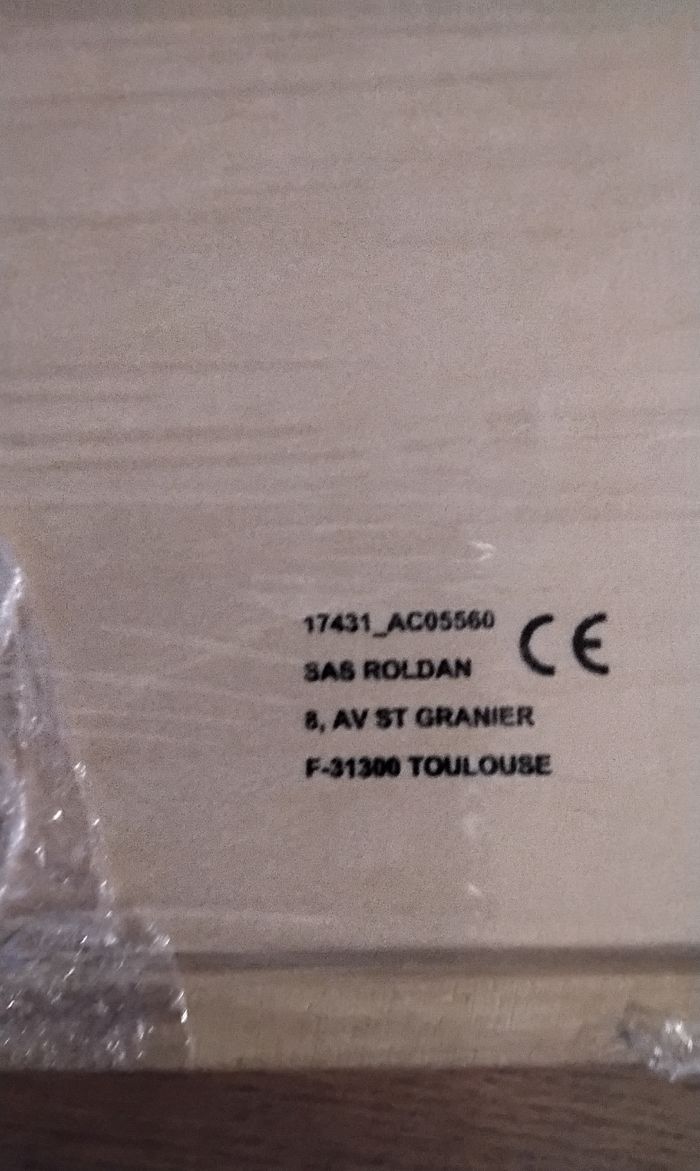 17431_AC05560 CE
SAS ROLDAN
8, AV ST GRANIER
F-31300 TOULOUSE